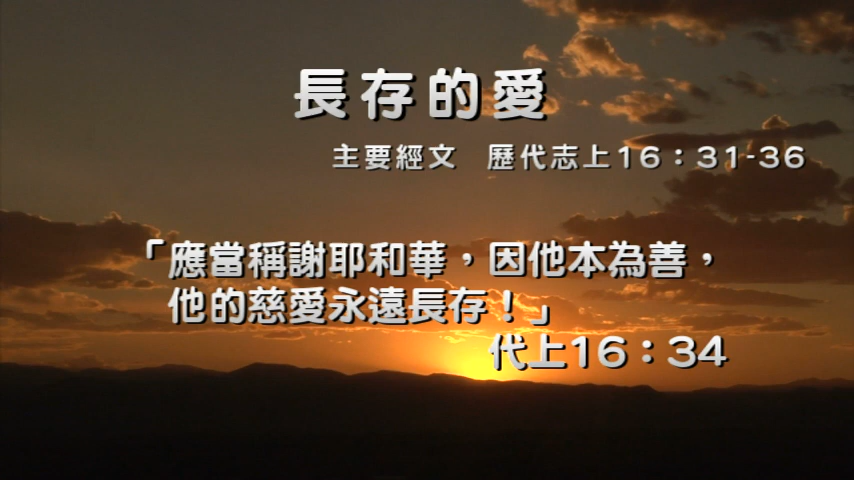 長存的愛
主要經文 歷代志上16：31-36
「應當稱謝耶和華，因他本為善，
他的慈愛永遠長存！」
代上16：34